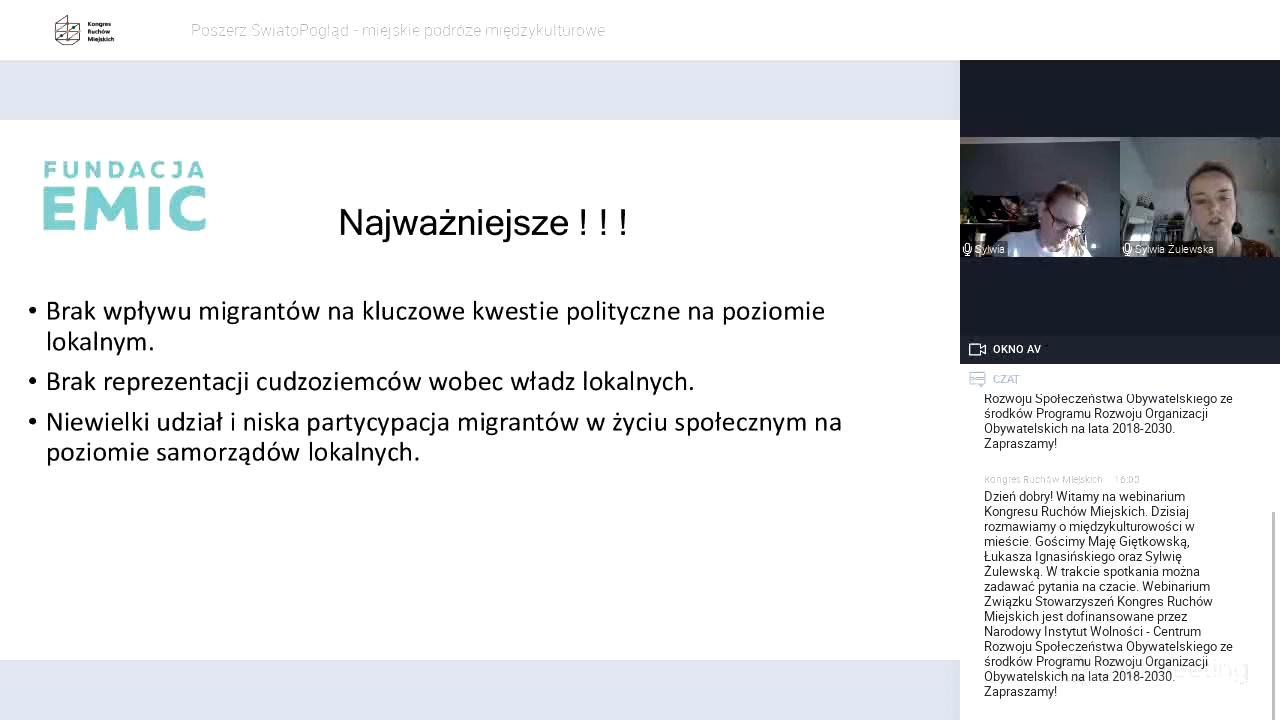 Kongres
Ruchów
Miejskich
Poszerz SwiatoPogląd - miejskie podróże międzykulturowe
FUNDACJA
EMIC
Najważniejsze ! ! !
• Brak wpływu migrantów na kluczowe kwestie polityczne na poziomie
lokalnym.
• Brak reprezentacji cudzoziemców wobec władz lokalnych.
• Niewielki udział i niska partycypacja migrantów w życiu społecznym na
poziomie samorządów lokalnych.
Sylwia
Sylwia Żulewska
OKNO AV
CZAT
Rozwoju Społeczeństwa Obywatelskiego ze
środków Programu Rozwoju Organizacji
Obywatelskich na lata 2018-2030.
Zapraszamy!
Kongres Ruchów Miejskich 16:00
Dzień dobry! Witamy na webinarium
Kongresu Ruchów Miejskich. Dzisiaj
rozmawiamy o międzykulturowości w
mieście. Gościmy Maję Giętkowską,
Łukasza Ignasińskiego oraz Sylwię
Żulewską. W trakcie spotkania można
zadawać pytania na czacie. Webinarium
Związku Stowarzyszeń Kongres Ruchów
Miejskich jest dofinansowane przez
Narodowy Instytut Wolności - Centrum
Rozwoju Społeczeństwa Obywatelskiego ze
środków Programu Rozwoju Organizacji
Obywatelskich na lata 2018-2030.
Zapraszamy!